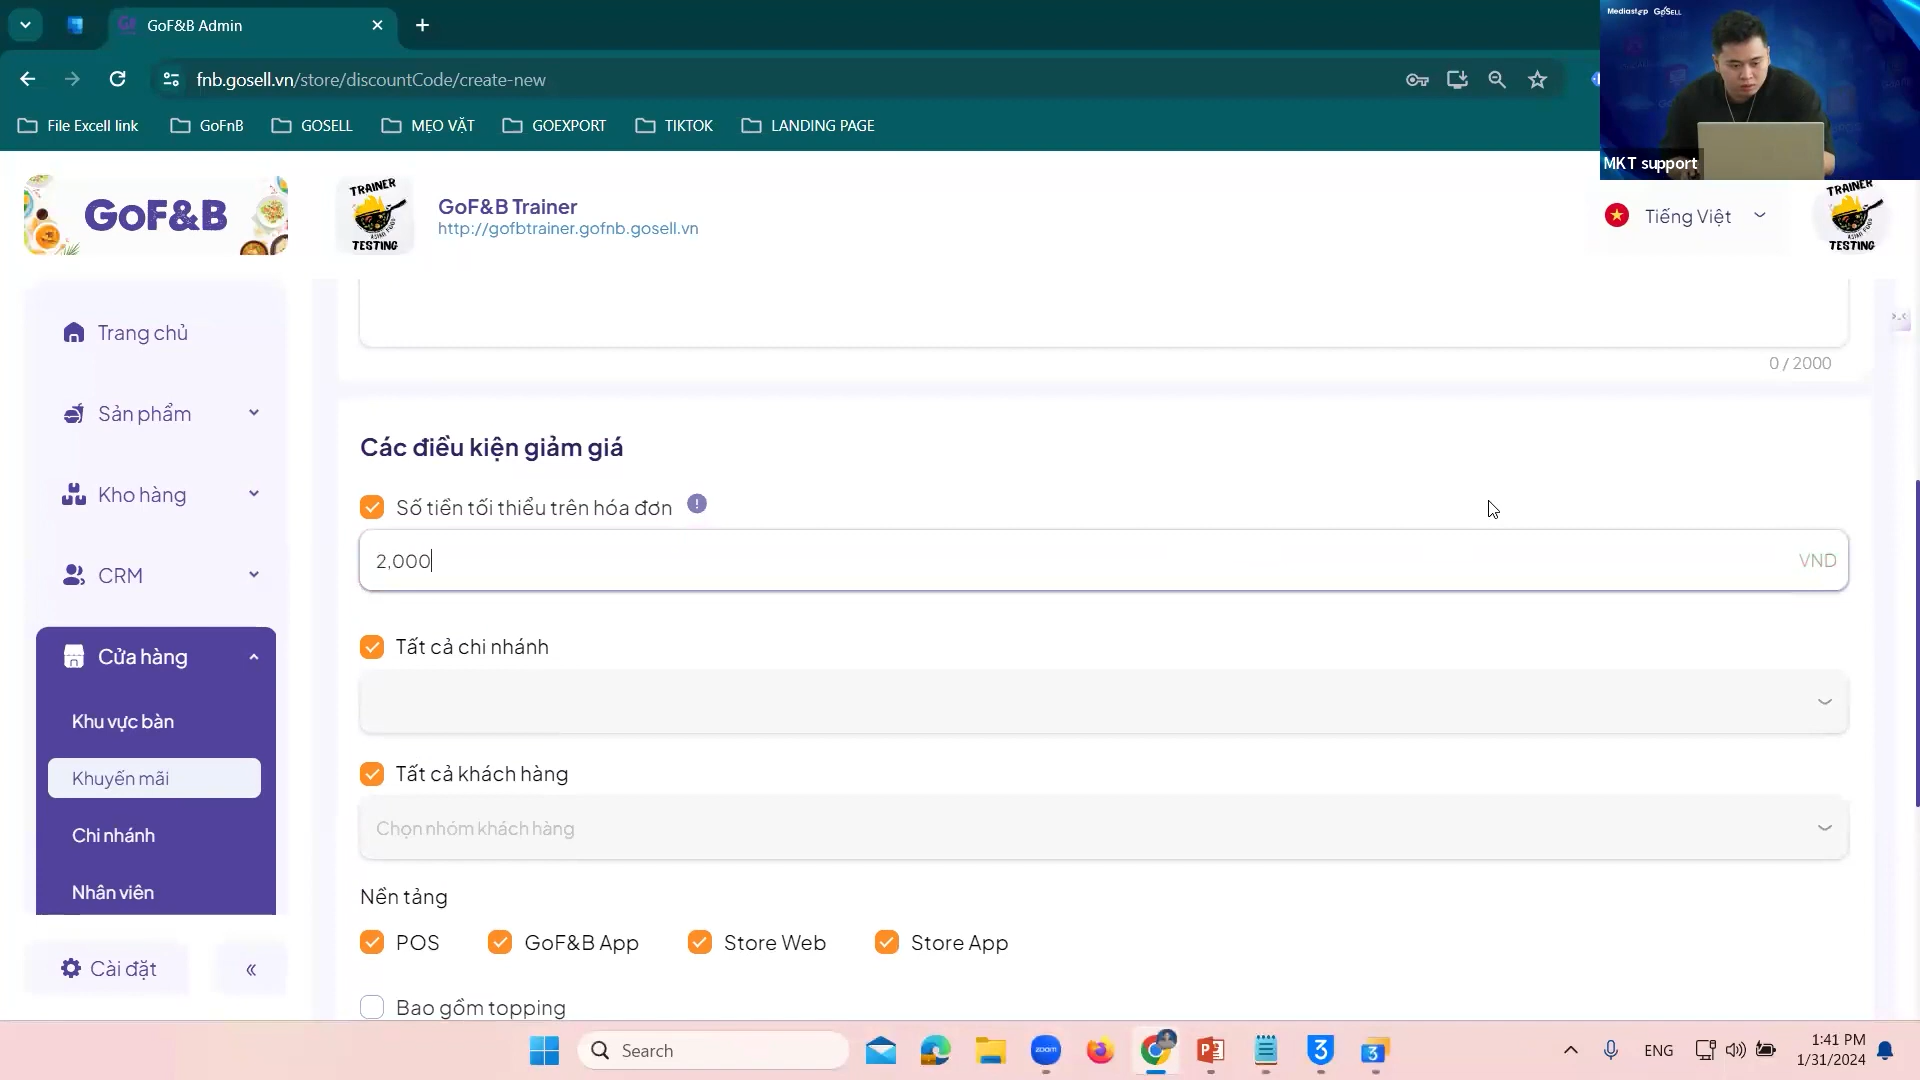 GoF&B Admin
fnb.gosell.vn/store/discountCode/create-new
File Excell link
GoFnB
GOSELL
MẸO VẶT
GOEXPORT
TIKTOK
LANDING PAGE
Mediastep GoSELL
MKT support
GoF&B
TRAINER
TESTING
GoF&B Trainer
http://gofbtrainer.gofnb.gosell.vn
Tiếng Việt
TRAINER
ASIAN FOOD
TESTING
Trang chủ
Sản phẩm
Kho hàng
CRM
Cửa hàng
Khu vực bàn
Khuyến mãi
Chi nhánh
Nhân viên
Cài đặt
«
0 / 2000
Các điều kiện giảm giá
Số tiền tối thiểu trên hóa đơn
2,000
VND
Tất cả chi nhánh
Tất cả khách hàng
Chọn nhóm khách hàng
Nền tảng
POS
GoF&B App
Store Web
Store App
Bao gồm topping
Search
zoom
ENG
1:41 PM
1/31/2024